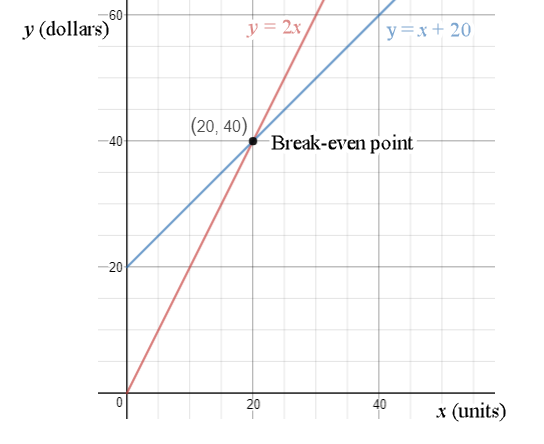 60
y (dollars)
y = 2x
y = x + 20
(20, 40)
40
Break-even point
20
0
20
40
x (units)